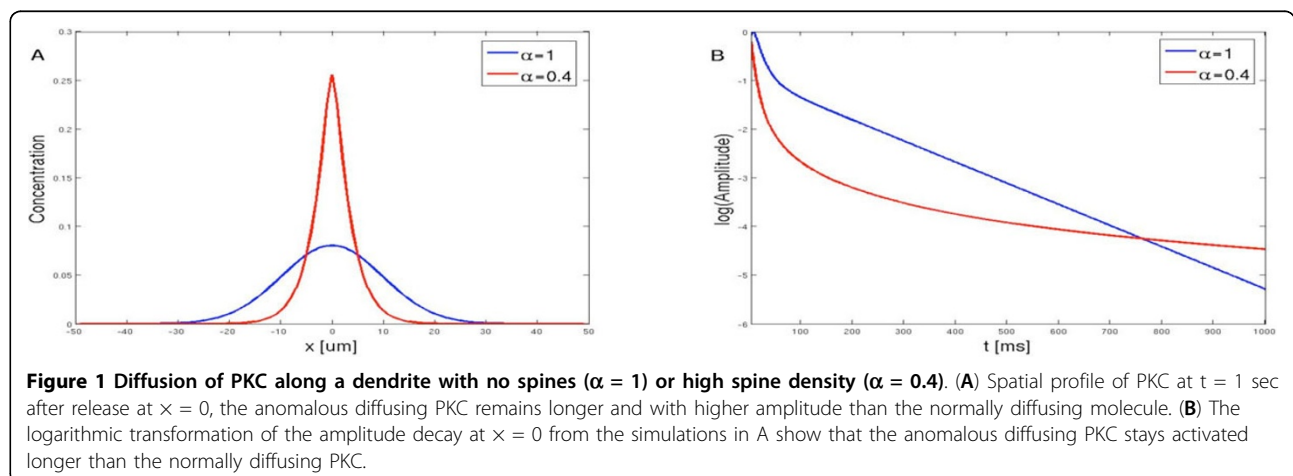 A
α=1
α=0.4
0.3
0.25
0.2
0.15
0.1
0.05
0
Concentration
-50 -40 -30 -20 -10 0 10 20 30 40 50
x [um]
B
α=1
α=0.4
0
-1
-2
-3
-4
-5
-6
log(Amplitude)
100 200 300 400 500 600 700 800 900 1000
t [ms]
Figure 1 Diffusion of PKC along a dendrite with no spines (α = 1) or high spine density (α = 0.4). (A) Spatial profile of PKC at t = 1 sec
after release at × = 0, the anomalous diffusing PKC remains longer and with higher amplitude than the normally diffusing molecule. (B) The
logarithmic transformation of the amplitude decay at × = 0 from the simulations in A show that the anomalous diffusing PKC stays activated
longer than the normally diffusing PKC.